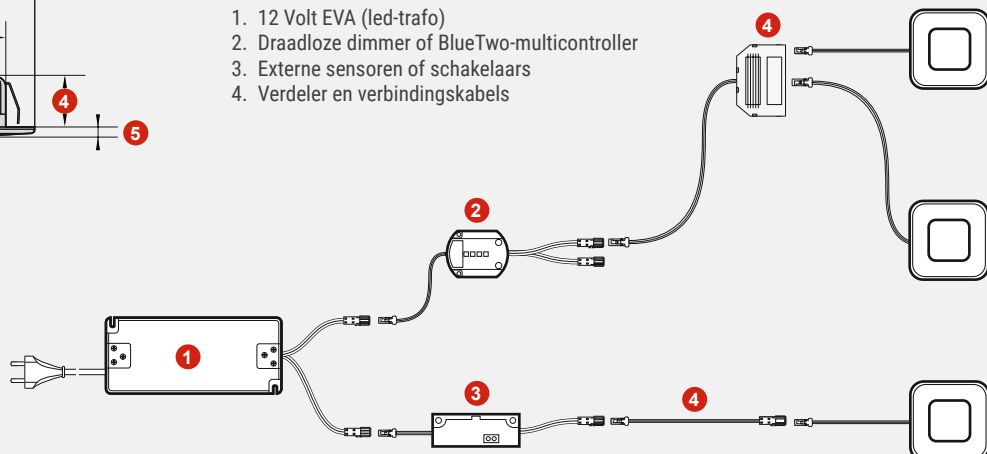 1. 12 Volt EVA (led-trafo)
2. Draadloze dimmer of BlueTwo-multicontroller
3. Externe sensoren of schakelaars
4. Verdeler en verbindingskabels
4
4
5
2
1
3
4